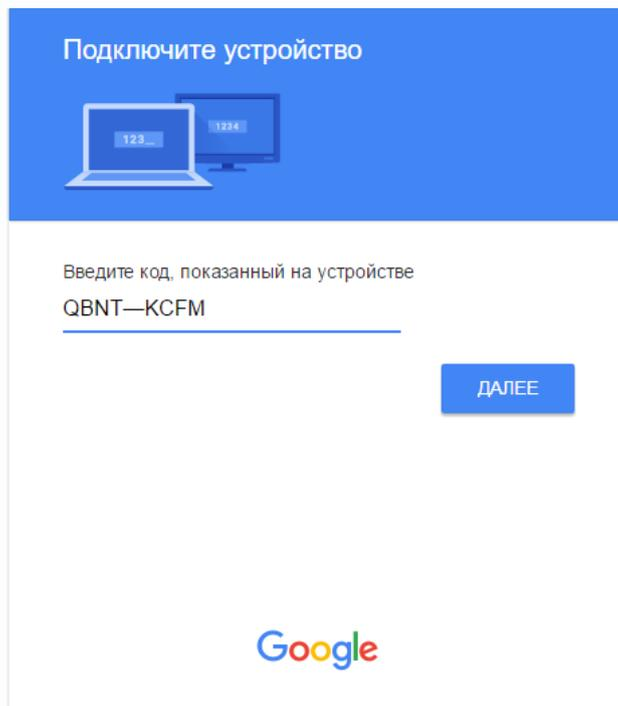 Подключите устройство
123_
1234
Введите код, показанный на устройстве
QBNT—KCFM
ДАЛЕЕ
Google